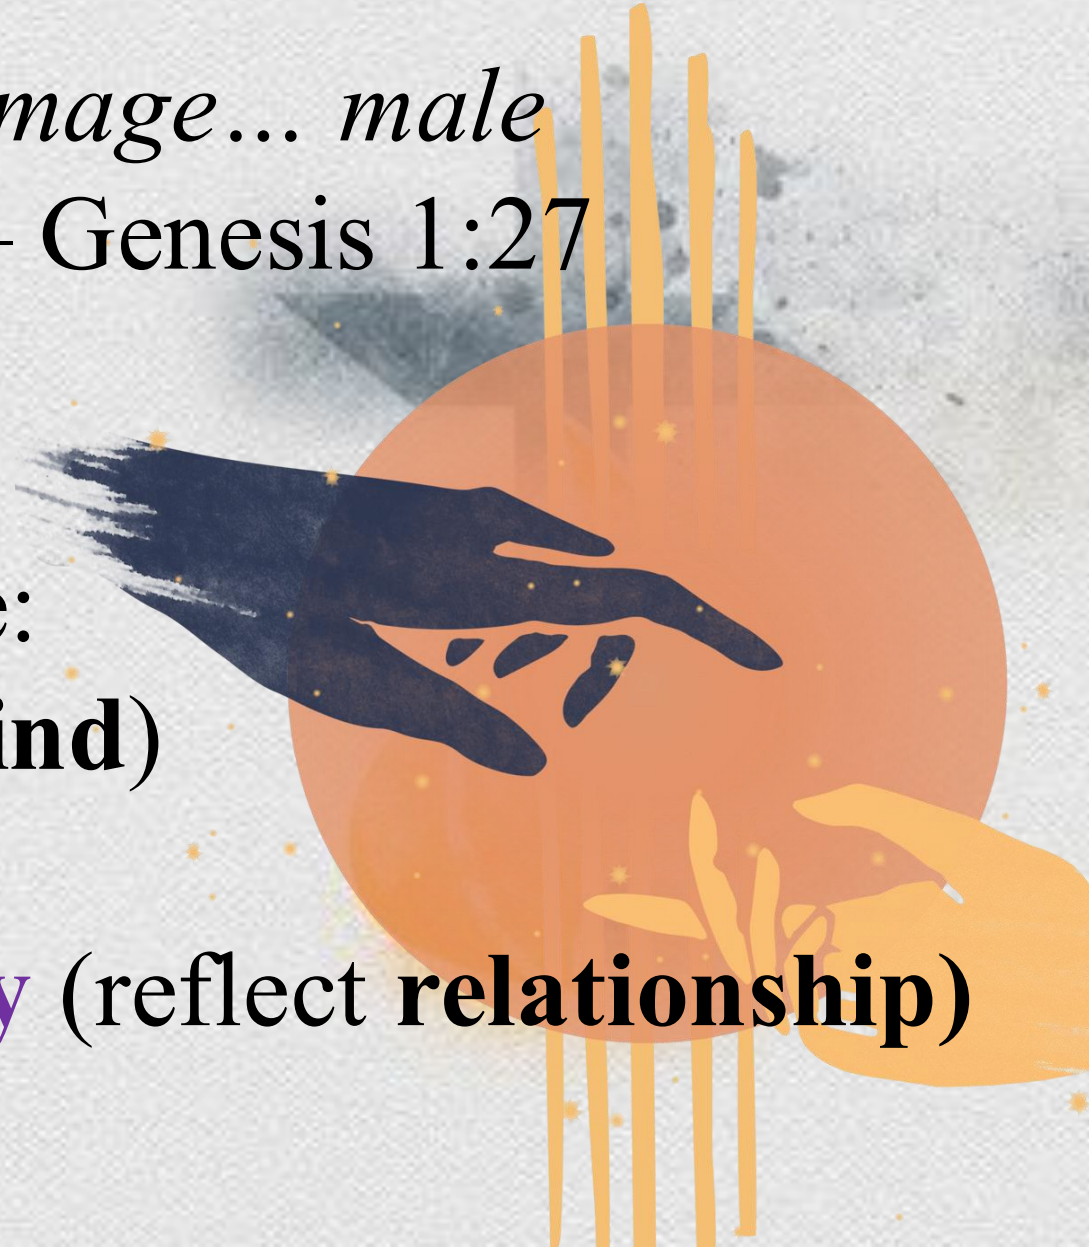 mage… male
– Genesis 1:27
e:
ind)
y (reflect relationship)